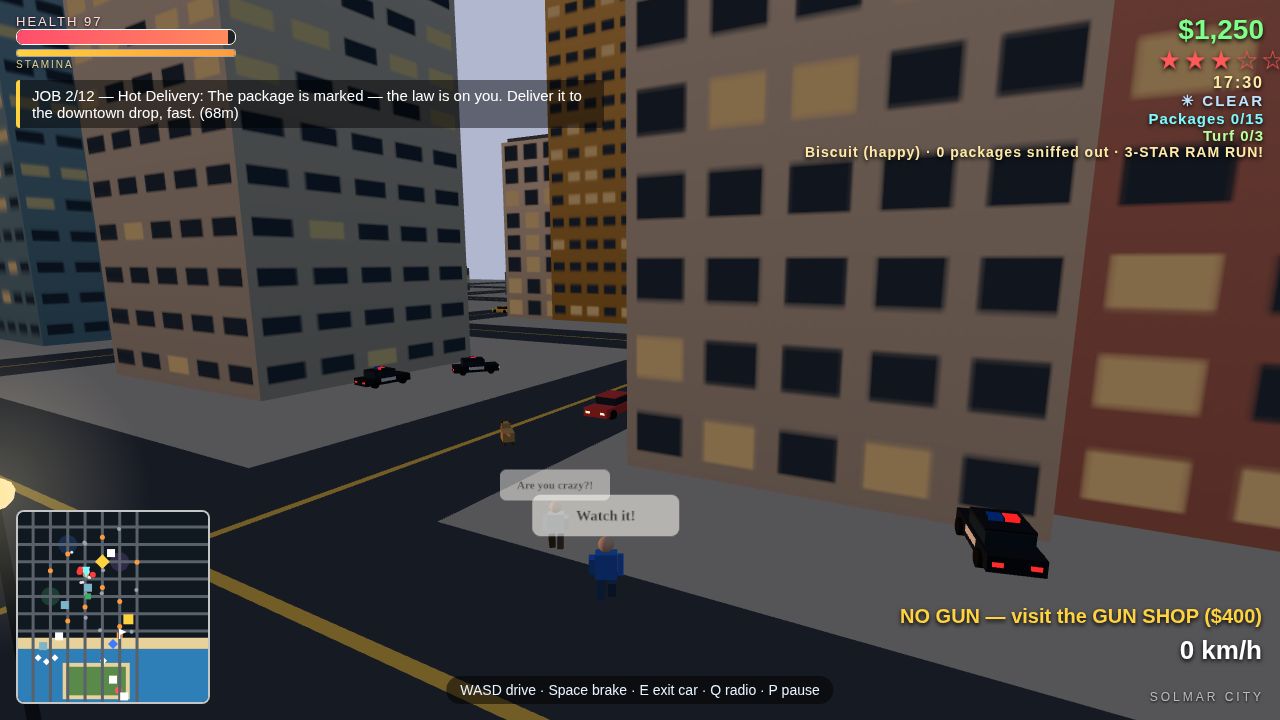 HEALTH 97
STAMINA
JOB 2/12 — Hot Delivery: The package is marked — the law is on you. Deliver it to
the downtown drop, fast. (68m)
$1,250
★★★☆☆
17:30
☀ CLEAR
Packages 0/15
Turf 0/3
Biscuit (happy) · 0 packages sniffed out · 3-STAR RAM RUN!
Are you crazy?!
Watch it!
NO GUN — visit the GUN SHOP ($400)
0 km/h
WASD drive · Space brake · E exit car · Q radio · P pause
SOLMAR CITY